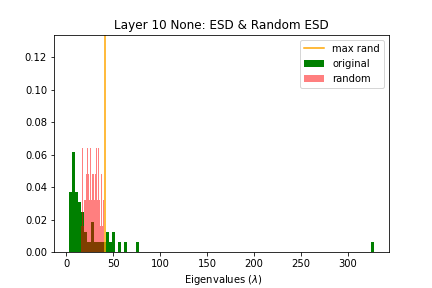 Layer 10 None: ESD & Random ESD
max rand
original
random
0.12
0.10
0.08
0.06
0.04
0.02
0.00
0 50 100 150 200 250 300
Eigenvalues (λ)